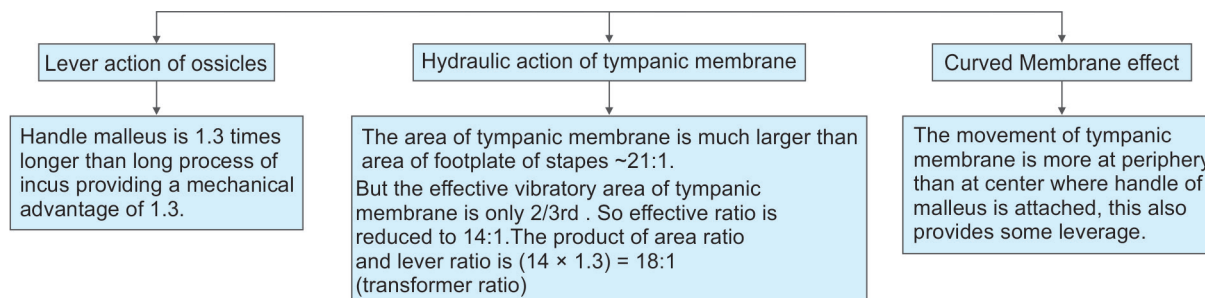 Lever action of ossicles
Handle malleus is 1.3 times
longer than long process of
incus providing a mechanical
advantage of 1.3.
Hydraulic action of tympanic membrane
The area of tympanic membrane is much larger than
area of footplate of stapes ~21:1.
But the effective vibratory area of tympanic
membrane is only 2/3rd . So effective ratio is
reduced to 14:1.The product of area ratio
and lever ratio is (14 × 1.3) = 18:1
(transformer ratio)
Curved Membrane effect
The movement of tympanic
membrane is more at periphery
than at center where handle of
malleus is attached, this also
provides some leverage.